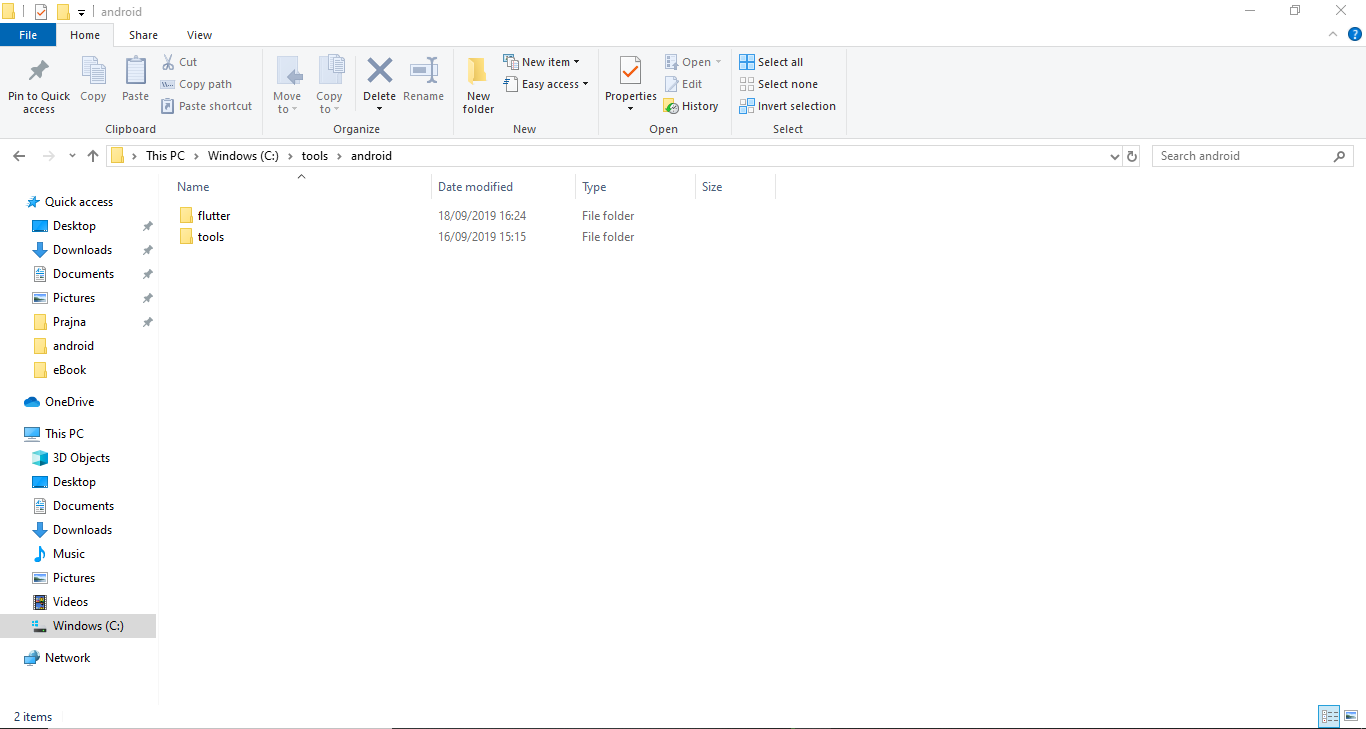 android
File Home Share View
Pin to Quick access
Copy
Paste
Cut
Copy path
Paste shortcut
Clipboard
Move to
Copy to
Delete
Rename
Organize
New folder
New item
Easy access
New
Properties
Open
Edit
History
Open
Select all
Select none
Invert selection
Select
This PC > Windows (C:) > tools > android
Search android
Name Date modified Type Size
flutter 18/09/2019 16:24 File folder
tools 16/09/2019 15:15 File folder
Quick access
Desktop
Downloads
Documents
Pictures
Prajna
android
eBook
OneDrive
This PC
3D Objects
Desktop
Documents
Downloads
Music
Pictures
Videos
Windows (C:)
Network
2 items